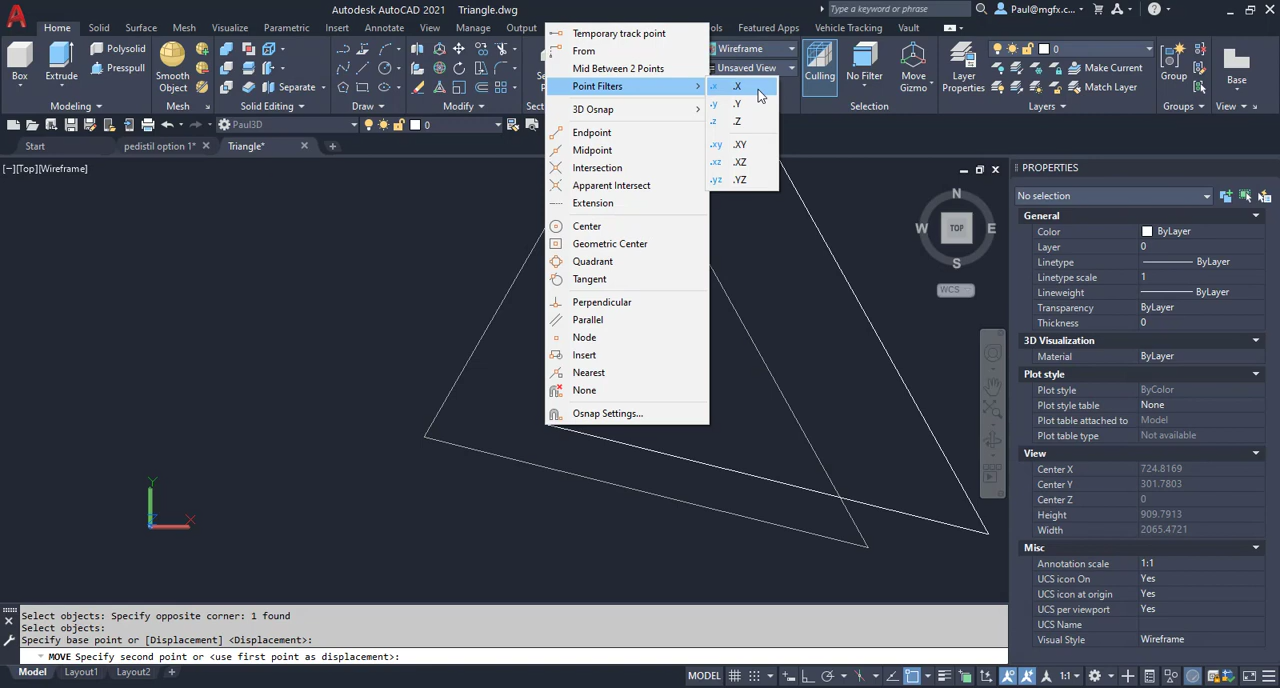 Autodesk AutoCAD 2021 Triangle.dwg
Type a keyword or phrase
Paul@mgfx.c...
Home Surface Mesh Visualize Parametric Insert Annotate View Manage Output
Featured Apps Vehicle Tracking Vault
Box
Extrude
Polysolid
Presspull
Smooth
Object
Separate
Wireframe
Unsaved View
Culling
No Filter
Move
Gizmo
Layer
Properties
0
Make Current
Match Layer
Group
Base
Modeling
Mesh
Solid Editing
Draw
Modify
Selection
Layers
Groups
View
Paul3D
0
Start
pedistil option 1*
Triangle*
[−][Top][Wireframe]
Temporary track point
From
Mid Between 2 Points
Point Filters
3D Osnap
Endpoint
Midpoint
Intersection
Apparent Intersect
Extension
Center
Geometric Center
Quadrant
Tangent
Perpendicular
Parallel
Node
Insert
Nearest
None
Osnap Settings...
.x .X
.y .Y
.z .Z
.xy .XY
.xz .XZ
.yz .YZ
N
W TOP E
S
WCS
Y
X
PROPERTIES
No selection
General
Color ByLayer
Layer 0
Linetype ByLayer
Linetype scale 1
Lineweight ByLayer
Transparency ByLayer
Thickness 0
3D Visualization
Material ByLayer
Plot style
Plot style ByColor
Plot style table None
Plot table attached to Model
Plot table type Not available
View
Center X 724.8169
Center Y 301.7803
Center Z 0
Height 909.7913
Width 2065.4721
Misc
Annotation scale 1:1
UCS icon On Yes
UCS icon at origin Yes
UCS per viewport Yes
UCS Name
Visual Style Wireframe
Select objects: Specify opposite corner: 1 found
Select objects:
Specify base point or [Displacement] <Displacement>:
MOVE Specify second point or <use first point as displacement>:
Model Layout1 Layout2
MODEL
1:1